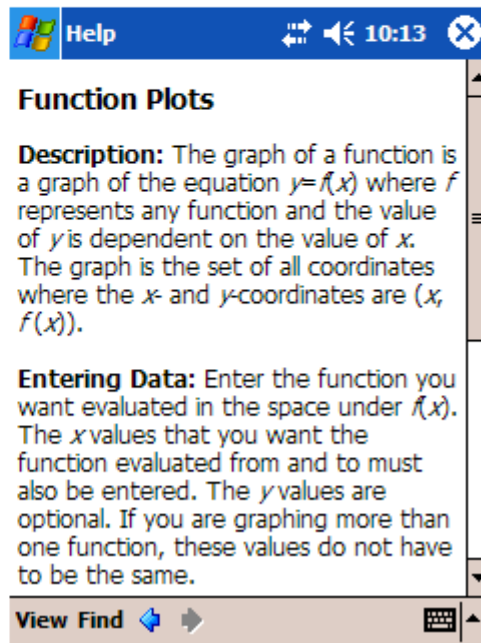 Help 10:13
Function Plots
Description: The graph of a function is
a graph of the equation y=f(x) where f
represents any function and the value
of y is dependent on the value of x.
The graph is the set of all coordinates
where the x- and y-coordinates are (x,
f (x)).
Entering Data: Enter the function you
want evaluated in the space under f(x).
The x values that you want the
function evaluated from and to must
also be entered. The y values are
optional. If you are graphing more than
one function, these values do not have
to be the same.
View Find